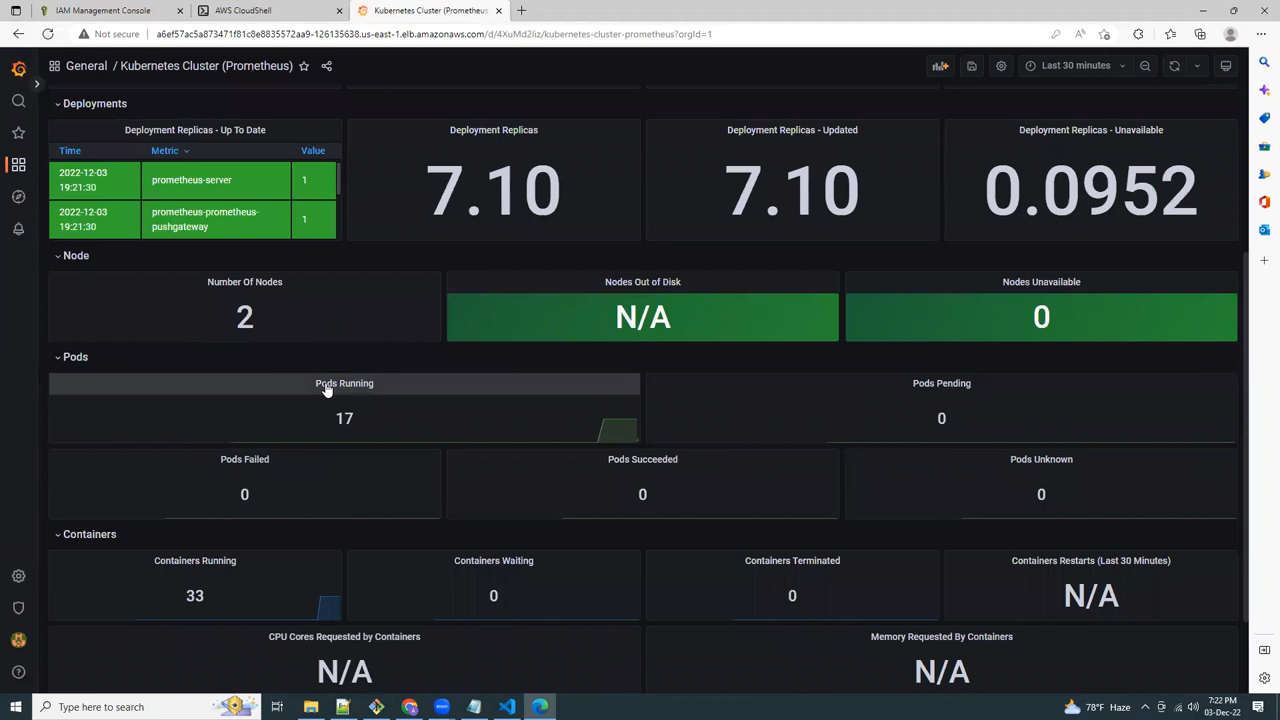 IAM Management Console
AWS CloudShell
Kubernetes Cluster (Prometheus
Not secure
a6ef57ac5a873471f81c8e8835572aa9-126135638.us-east-1.elb.amazonaws.com/d/4XuMd2liz/kubernetes-cluster-prometheus?orgId=1
General / Kubernetes Cluster (Prometheus)
Last 30 minutes
Deployments
Deployment Replicas - Up To Date
Time Metric Value
2022-12-03
19:21:30
prometheus-server
1
2022-12-03
19:21:30
prometheus-prometheus-
pushgateway
1
Deployment Replicas
7.10
Deployment Replicas - Updated
7.10
Deployment Replicas - Unavailable
0.0952
Node
Number Of Nodes
2
Nodes Out of Disk
N/A
Nodes Unavailable
0
Pods
Pods Running
17
Pods Pending
0
Pods Failed
0
Pods Succeeded
0
Pods Unknown
0
Containers
Containers Running
33
Containers Waiting
0
Containers Terminated
0
Containers Restarts (Last 30 Minutes)
N/A
CPU Cores Requested by Containers
N/A
Memory Requested By Containers
N/A
Type here to search
78°F Haze
7:22 PM
03-Dec-22